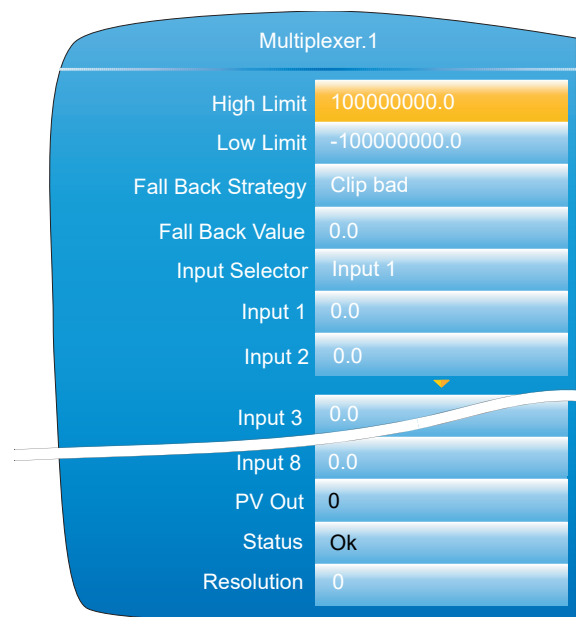 Multiplexer.1
High Limit 100000000.0
Low Limit -100000000.0
Fall Back Strategy Clip bad
Fall Back Value 0.0
Input Selector Input 1
Input 1 0.0
Input 2 0.0
Input 3 0.0
Input 8 0.0
PV Out 0
Status Ok
Resolution 0